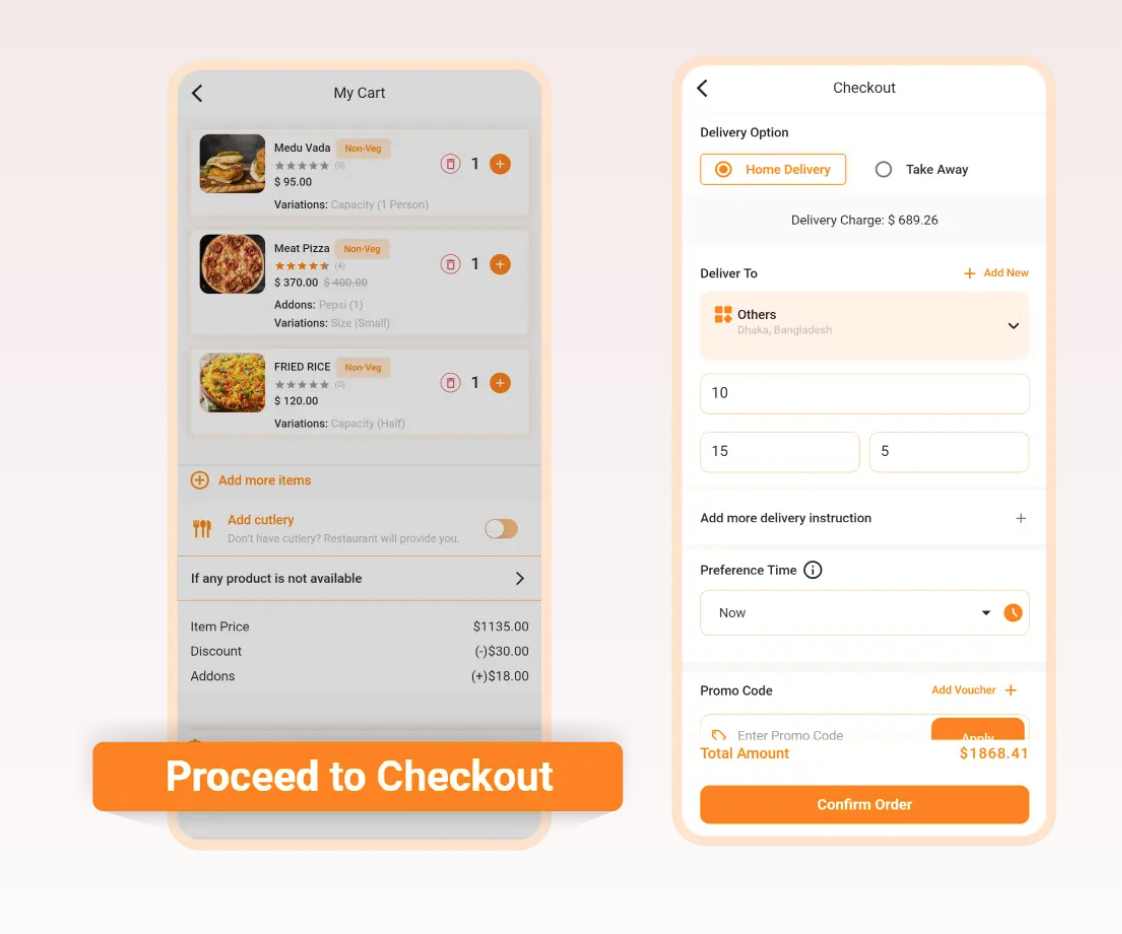 My Cart
Medu Vada Non-Veg
(0)
$ 95.00
Variations: Capacity (1 Person)
1
Meat Pizza Non-Veg
(4)
$ 370.00 $ 400.00
Addons: Pepsi (1)
Variations: Size (Small)
1
FRIED RICE Non-Veg
(0)
$ 120.00
Variations: Capacity (Half)
1
Add more items
Add cutlery
Don't have cutlery? Restaurant will provide you.
If any product is not available
Item Price $1135.00
Discount (-)$30.00
Addons (+)$18.00
Proceed to Checkout
Checkout
Delivery Option
Home Delivery Take Away
Delivery Charge: $ 689.26
Deliver To + Add New
Others
Dhaka, Bangladesh
10
15 5
Add more delivery instruction +
Preference Time
Now
Promo Code Add Voucher +
Enter Promo Code Apply
Total Amount $1868.41
Confirm Order